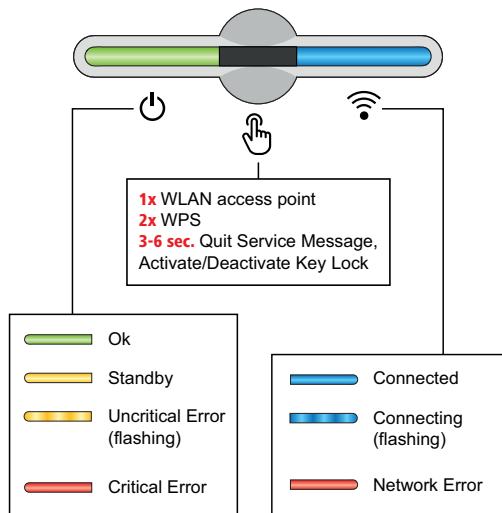 1x WLAN access point
2x WPS
3-6 sec. Quit Service Message,
Activate/Deactivate Key Lock
Ok
Standby
Uncritical Error
(flashing)
Critical Error
Connected
Connecting
(flashing)
Network Error